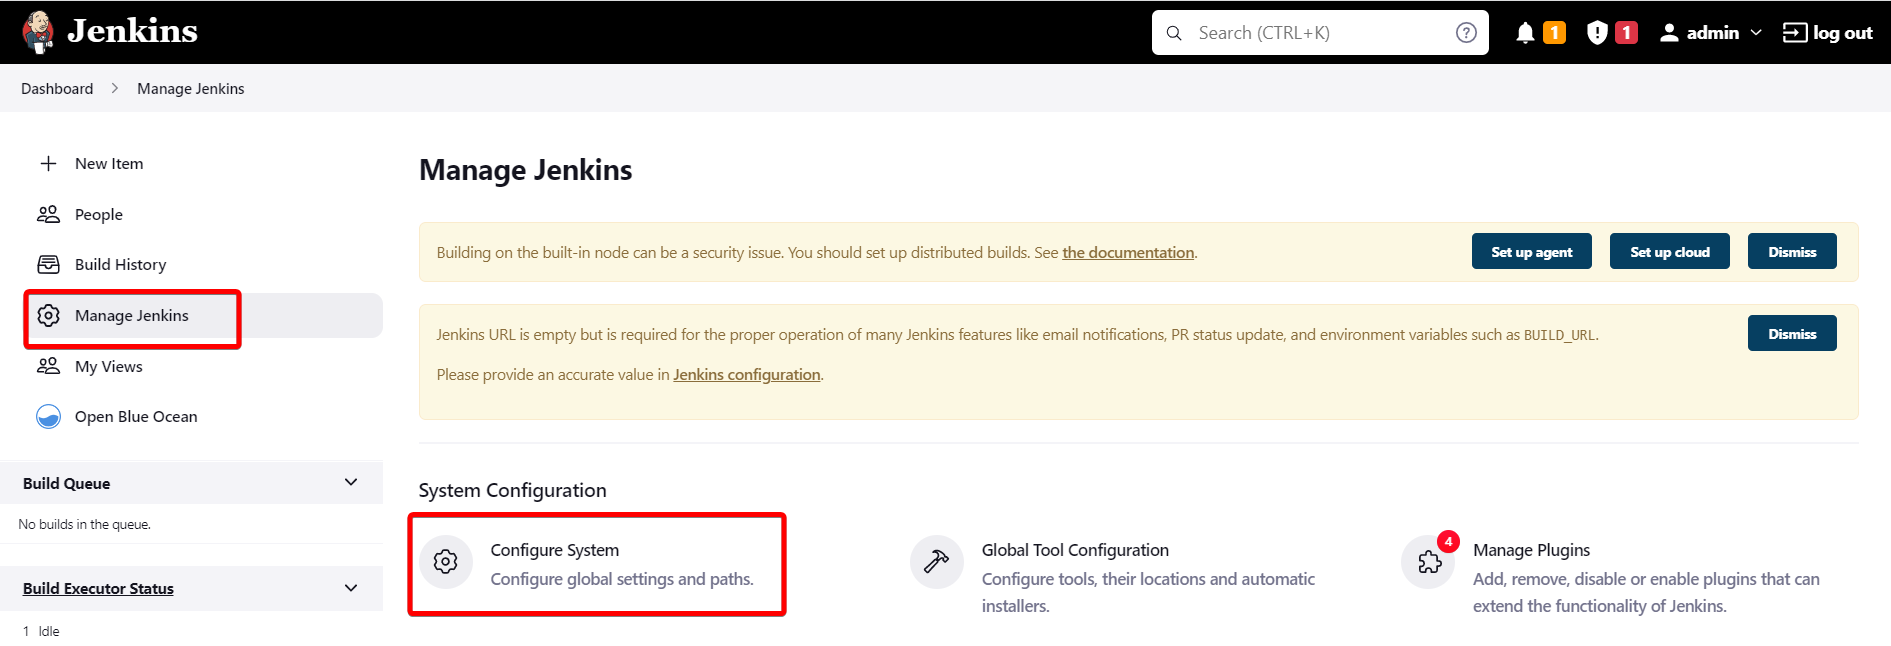 Jenkins
Search (CTRL+K)
?
1
1
admin
log out
Dashboard
Manage Jenkins
New Item
People
Build History
Manage Jenkins
My Views
Open Blue Ocean
Build Queue
No builds in the queue.
Build Executor Status
1 Idle
Manage Jenkins
Building on the built-in node can be a security issue. You should set up distributed builds. See the documentation.
Set up agent
Set up cloud
Dismiss
Jenkins URL is empty but is required for the proper operation of many Jenkins features like email notifications, PR status update, and environment variables such as BUILD_URL.
Dismiss
Please provide an accurate value in Jenkins configuration.
System Configuration
Configure System
Configure global settings and paths.
Global Tool Configuration
Configure tools, their locations and automatic
installers.
4
Manage Plugins
Add, remove, disable or enable plugins that can
extend the functionality of Jenkins.